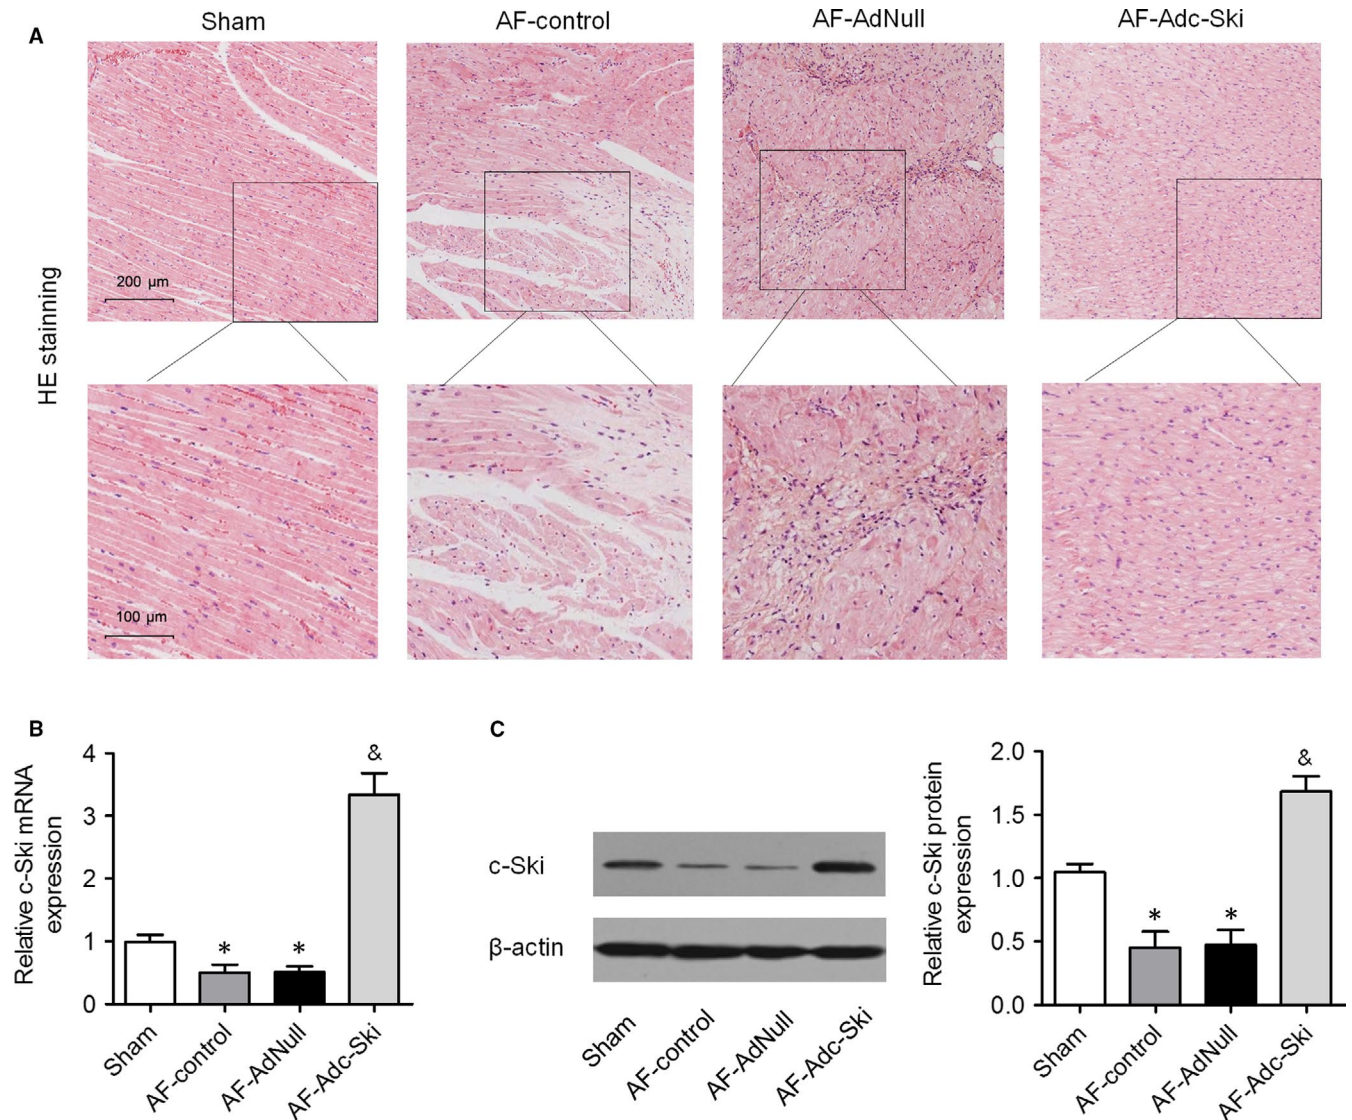 A
Sham
AF-control
AF-AdNull
AF-Adc-Ski
HE stainning
200 μm
100 μm
B
Relative c-Ski mRNA
expression
4
3
2
1
0
&
*
*
Sham
AF-control
AF-AdNull
AF-Adc-Ski
C
c-Ski
β-actin
Sham
AF-control
AF-AdNull
AF-Adc-Ski
Relative c-Ski protein
expression
2.0
1.5
1.0
0.5
0.0
&
*
*
Sham
AF-control
AF-AdNull
AF-Adc-Ski